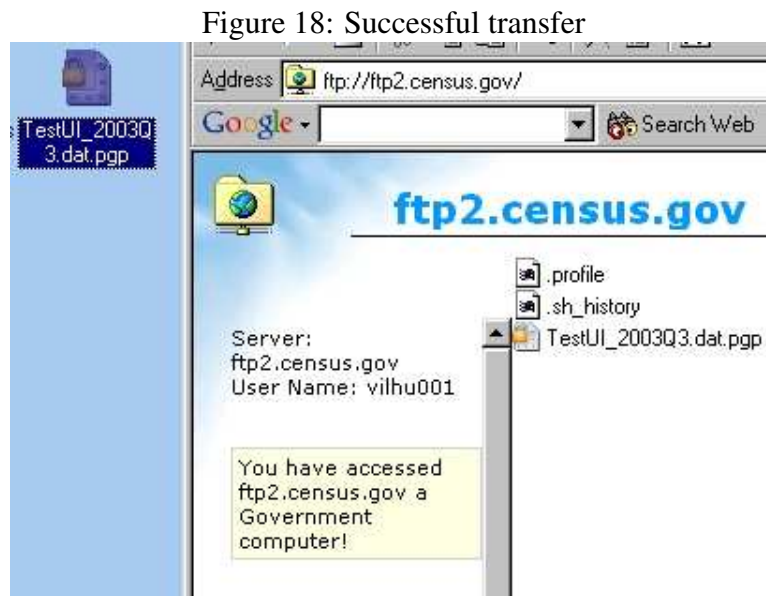 Figure 18: Successful transfer
TestUI_2003Q
3.dat.pgp
Address ftp://ftp2.census.gov/
Google Search Web
ftp2.census.gov
.profile
.sh_history
TestUI_2003Q3.dat.pgp
Server:
ftp2.census.gov
User Name: vilhu001
You have accessed
ftp2.census.gov a
Government
computer!